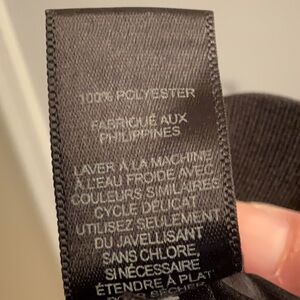 100% POLYESTER
FABRIQUÉ AUX
PHILIPPINES
LAVER À LA MACHINE
À L'EAU FROIDE AVEC
COULEURS SIMILAIRES
CYCLE DÉLICAT
UTILISEZ SEULEMENT
DU JAVELLISANT
SANS CHLORE,
SI NÉCESSAIRE
ÉTENDRE À PLAT